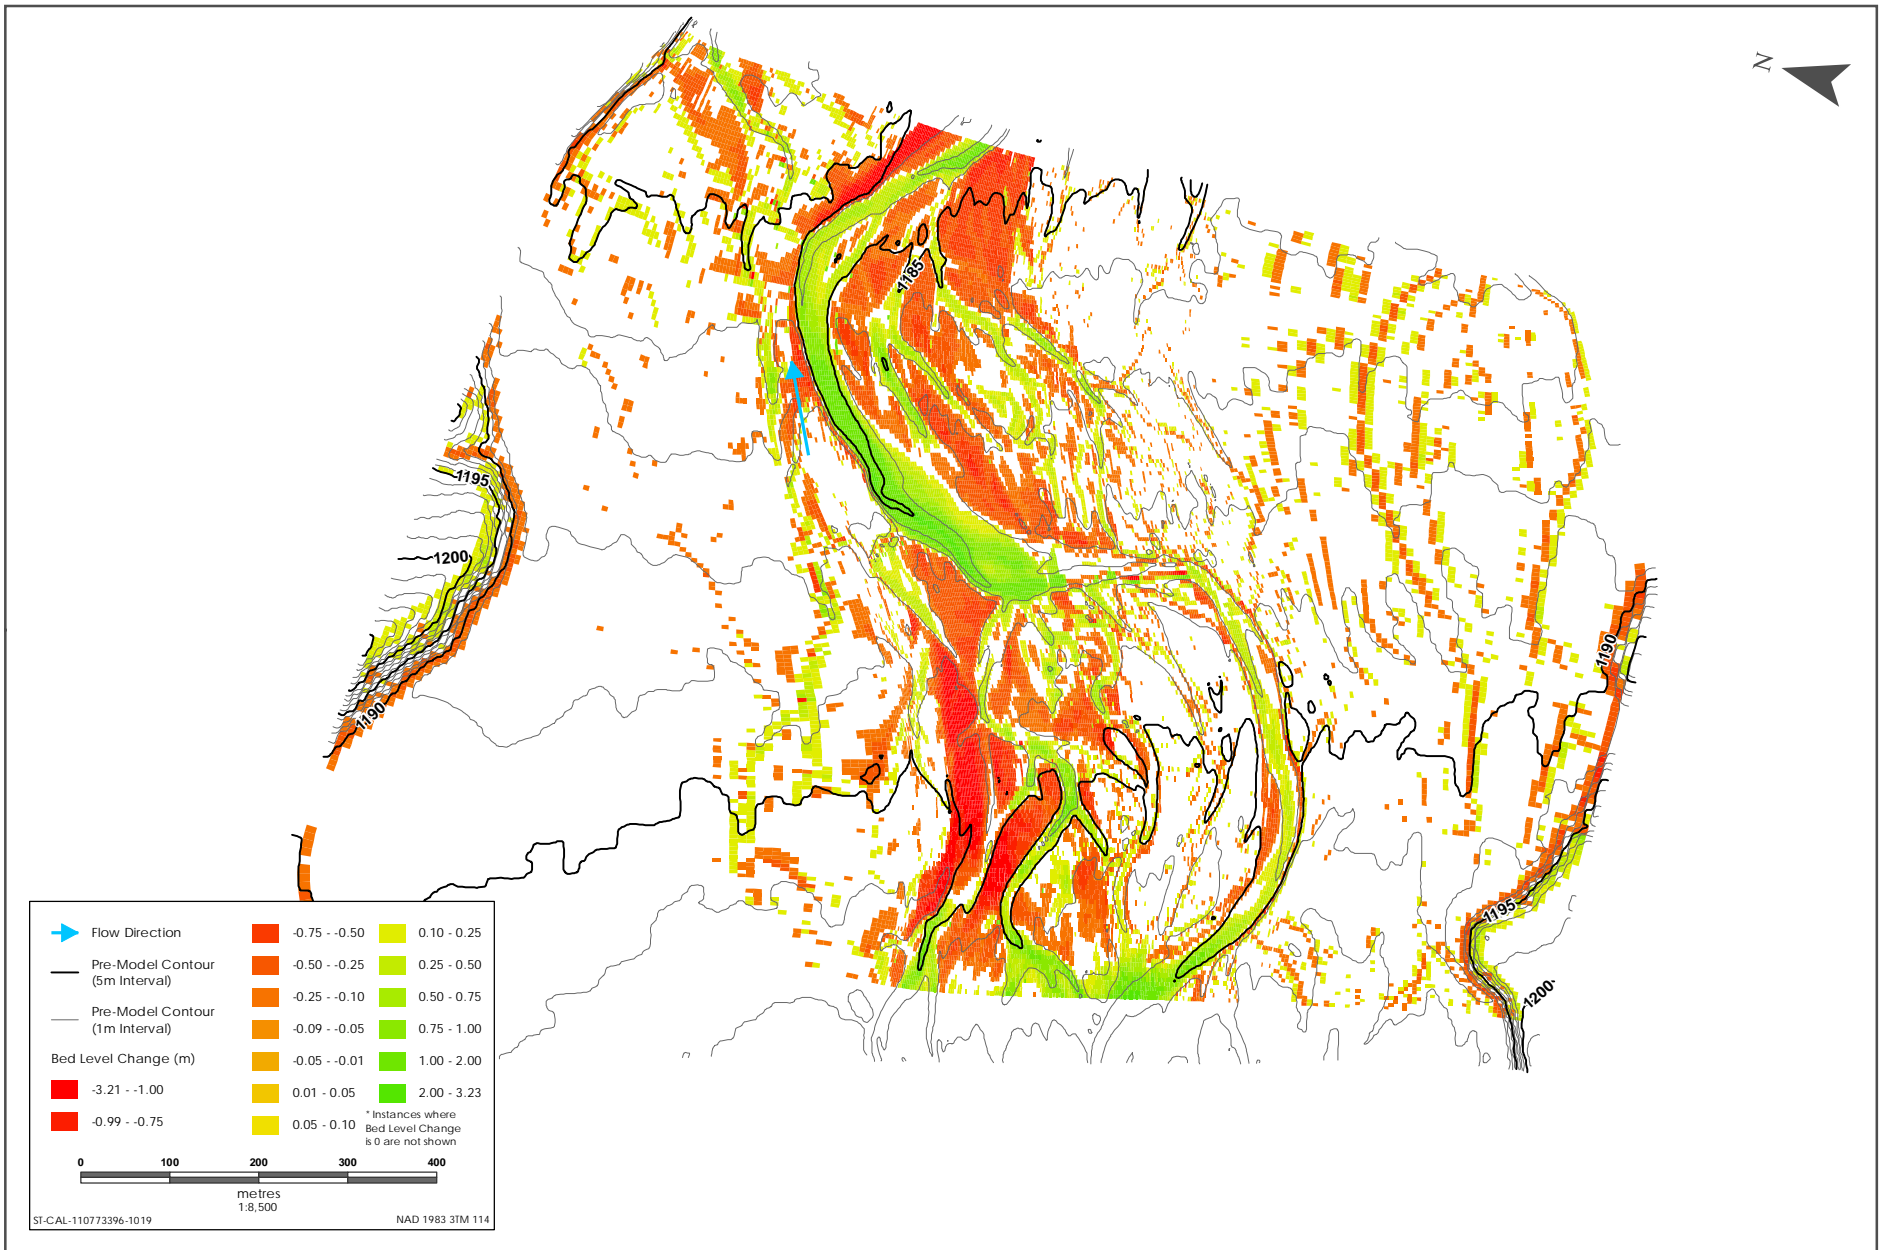 N
1185
1195
1200
1190
1190
1195
1200
Flow Direction
Pre-Model Contour
(5m Interval)
Pre-Model Contour
(1m Interval)
Bed Level Change (m)
-3.21 - -1.00
-0.99 - -0.75
-0.75 - -0.50
-0.50 - -0.25
-0.25 - -0.10
-0.09 - -0.05
-0.05 - -0.01
0.01 - 0.05
0.05 - 0.10
0.10 - 0.25
0.25 - 0.50
0.50 - 0.75
0.75 - 1.00
1.00 - 2.00
2.00 - 3.23
* Instances where
Bed Level Change
is 0 are not shown
0 100 200 300 400
metres
1:8,500
ST-CAL-110773396-1019 NAD 1983 3TM 114